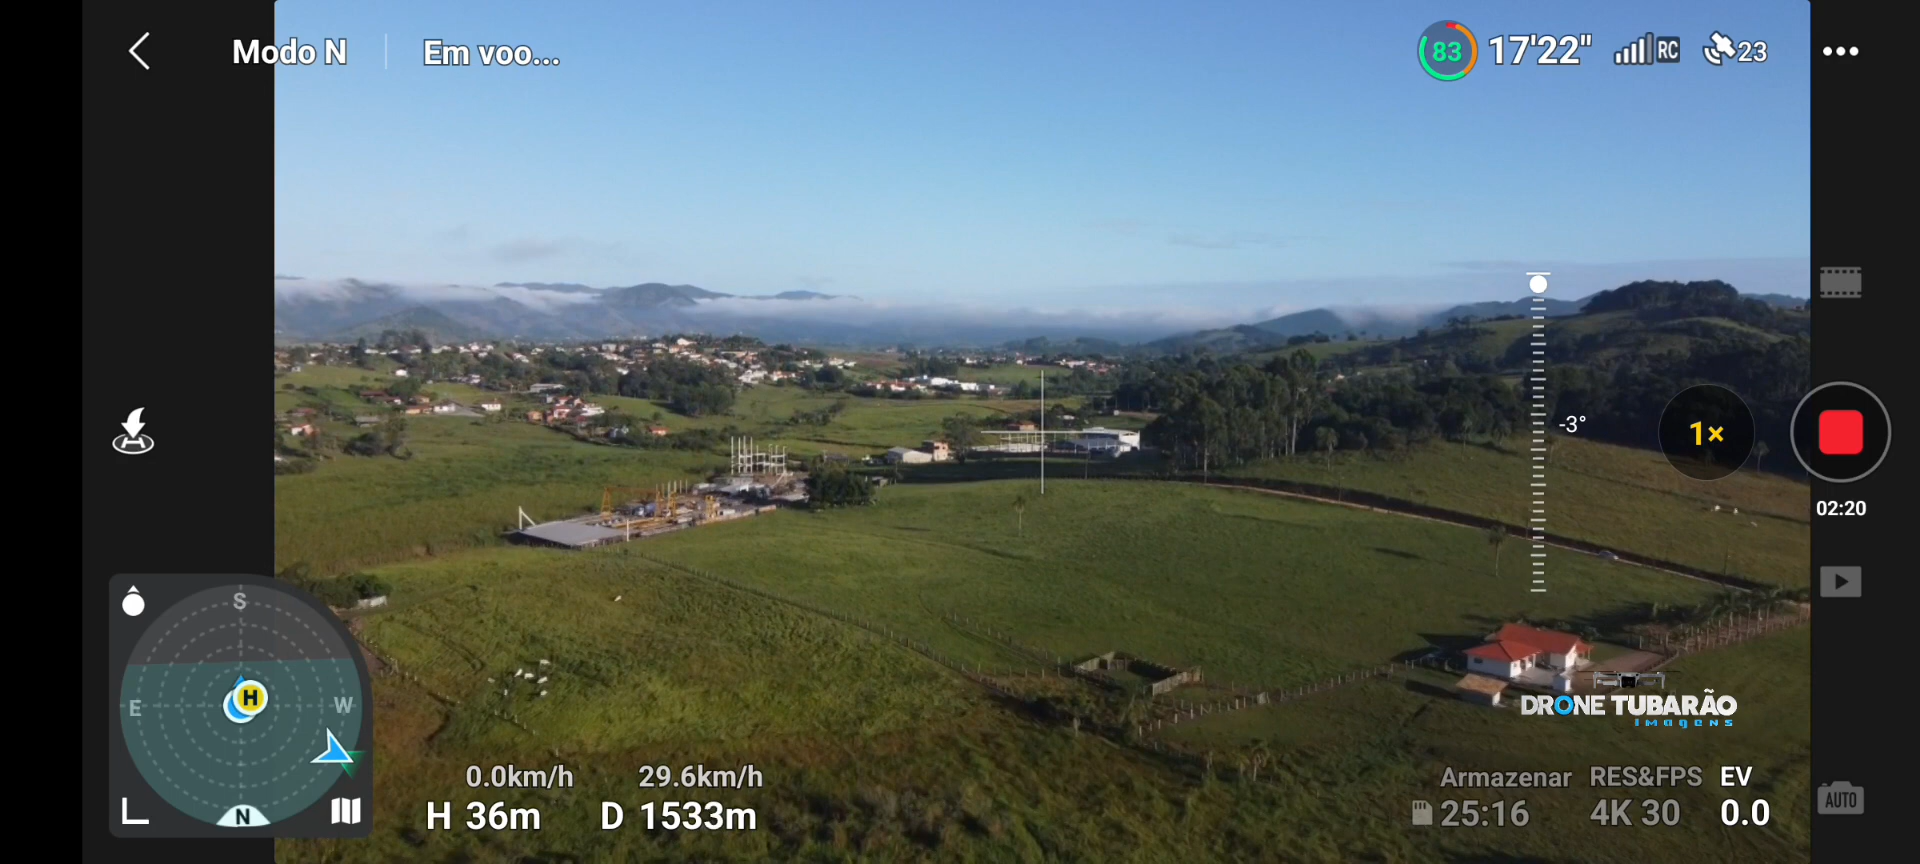 Modo N
Em voo...
83
17'22"
RC
23
1×
-3°
02:20
S
E
H
W
N
0.0km/h
29.6km/h
H 36m
D 1533m
DRONE TUBARÃO
imagens
Armazenar
RES&FPS
EV
25:16
4K 30
0.0
AUTO